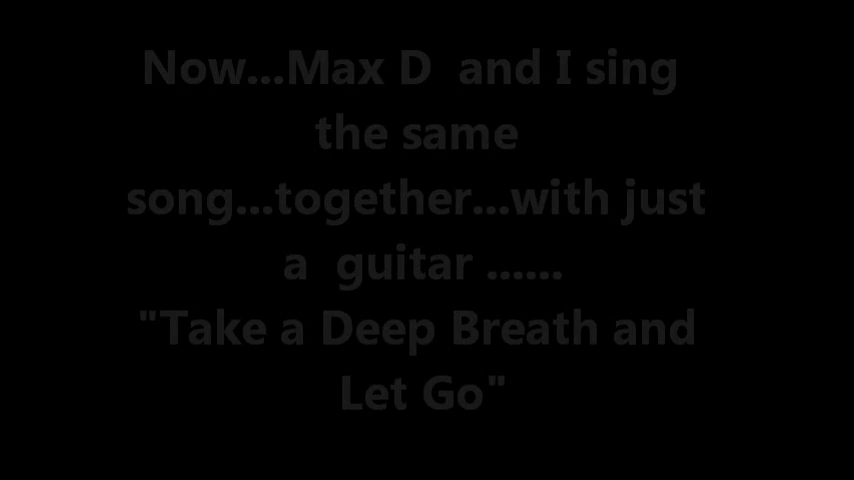 Now...Max D  and I sing
the same
song...together...with just
a  guitar ......
"Take a Deep Breath and
Let Go"